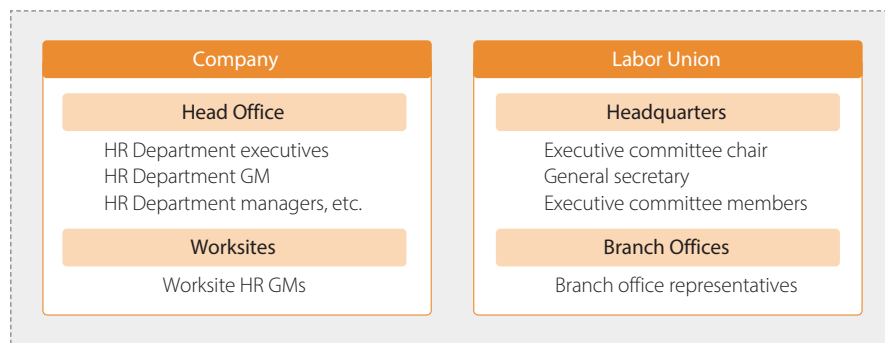 Company
Head Office
HR Department executives
HR Department GM
HR Department managers, etc.
Worksites
Worksite HR GMs
Labor Union
Headquarters
Executive committee chair
General secretary
Executive committee members
Branch Offices
Branch office representatives